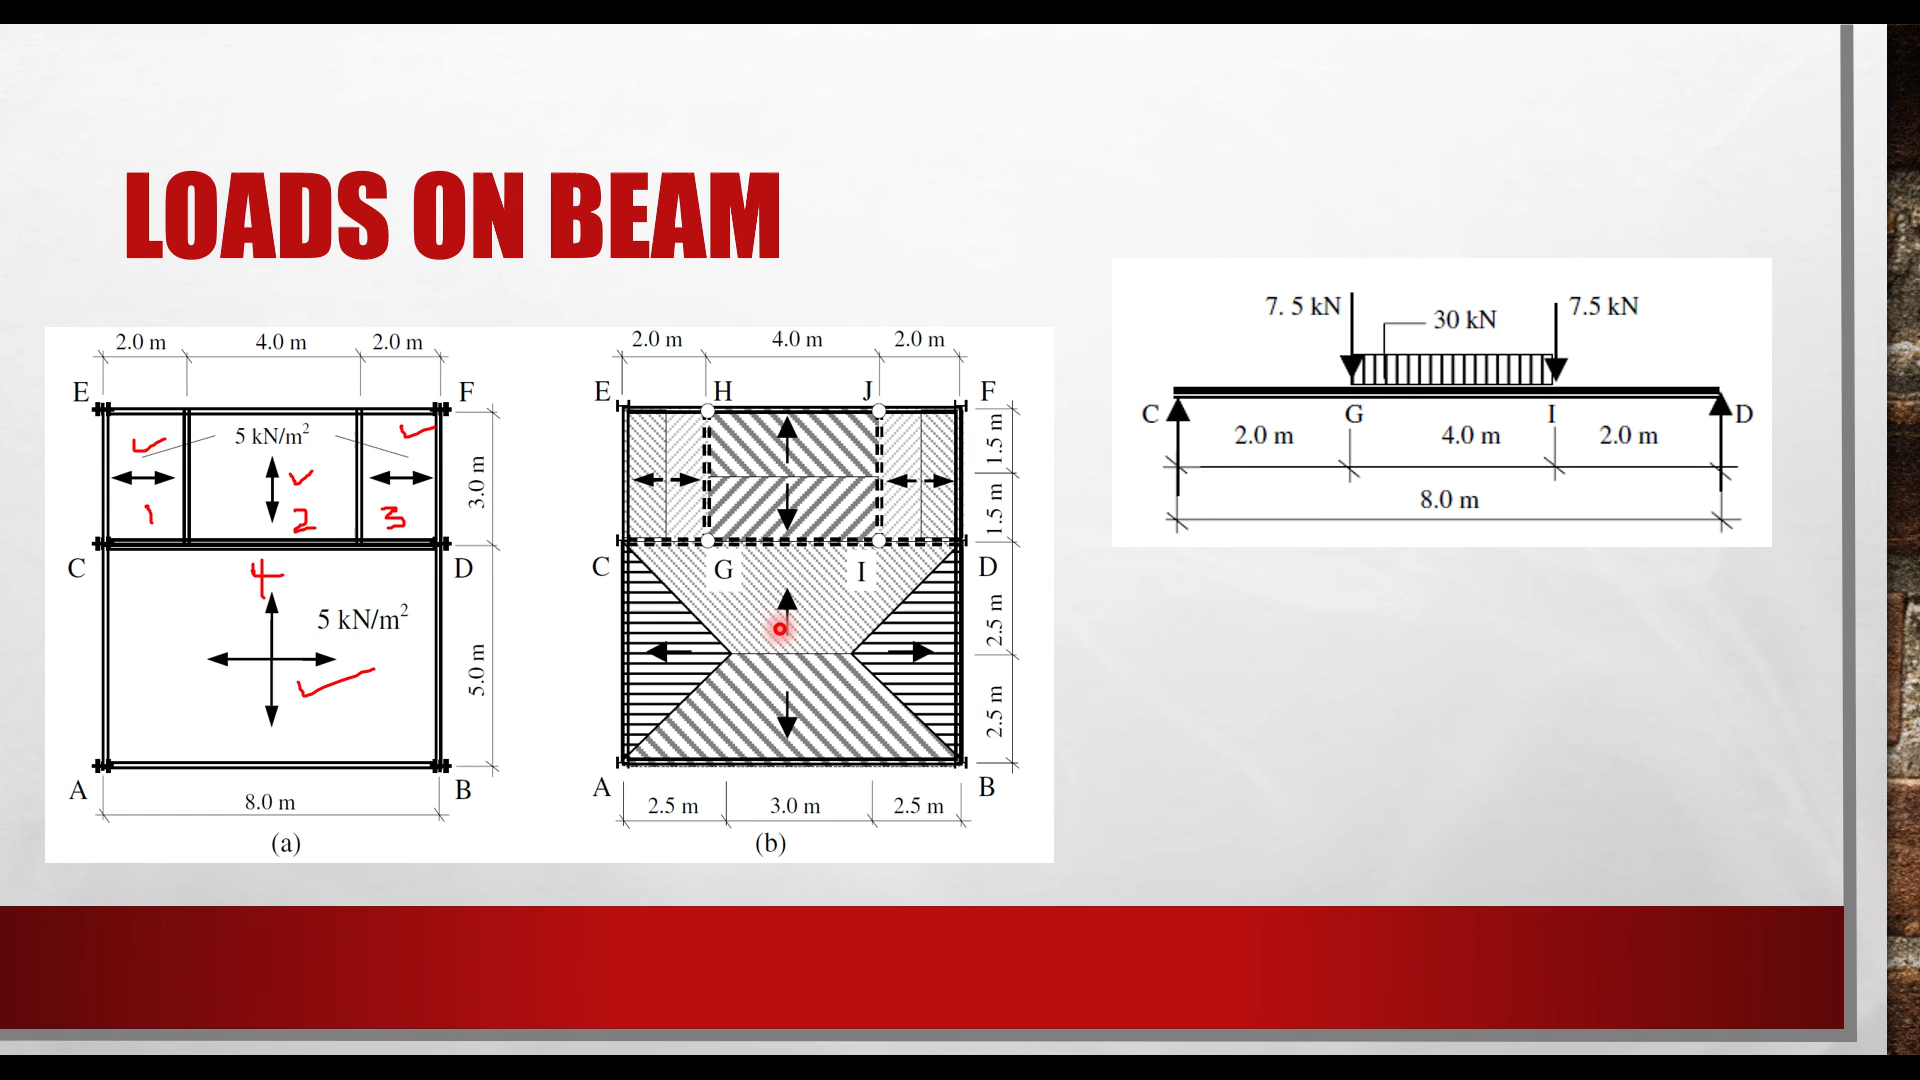 LOADS ON BEAM
2.0 m 4.0 m 2.0 m
E F
5 kN/m²
1 2 3
3.0 m
C D
4
5 kN/m²
5.0 m
A B
8.0 m
(a)
2.0 m 4.0 m 2.0 m
E H J F
1.5 m
1.5 m
C G I D
2.5 m
2.5 m
A B
2.5 m 3.0 m 2.5 m
(b)
7. 5 kN 30 kN 7.5 kN
C G I D
2.0 m 4.0 m 2.0 m
8.0 m